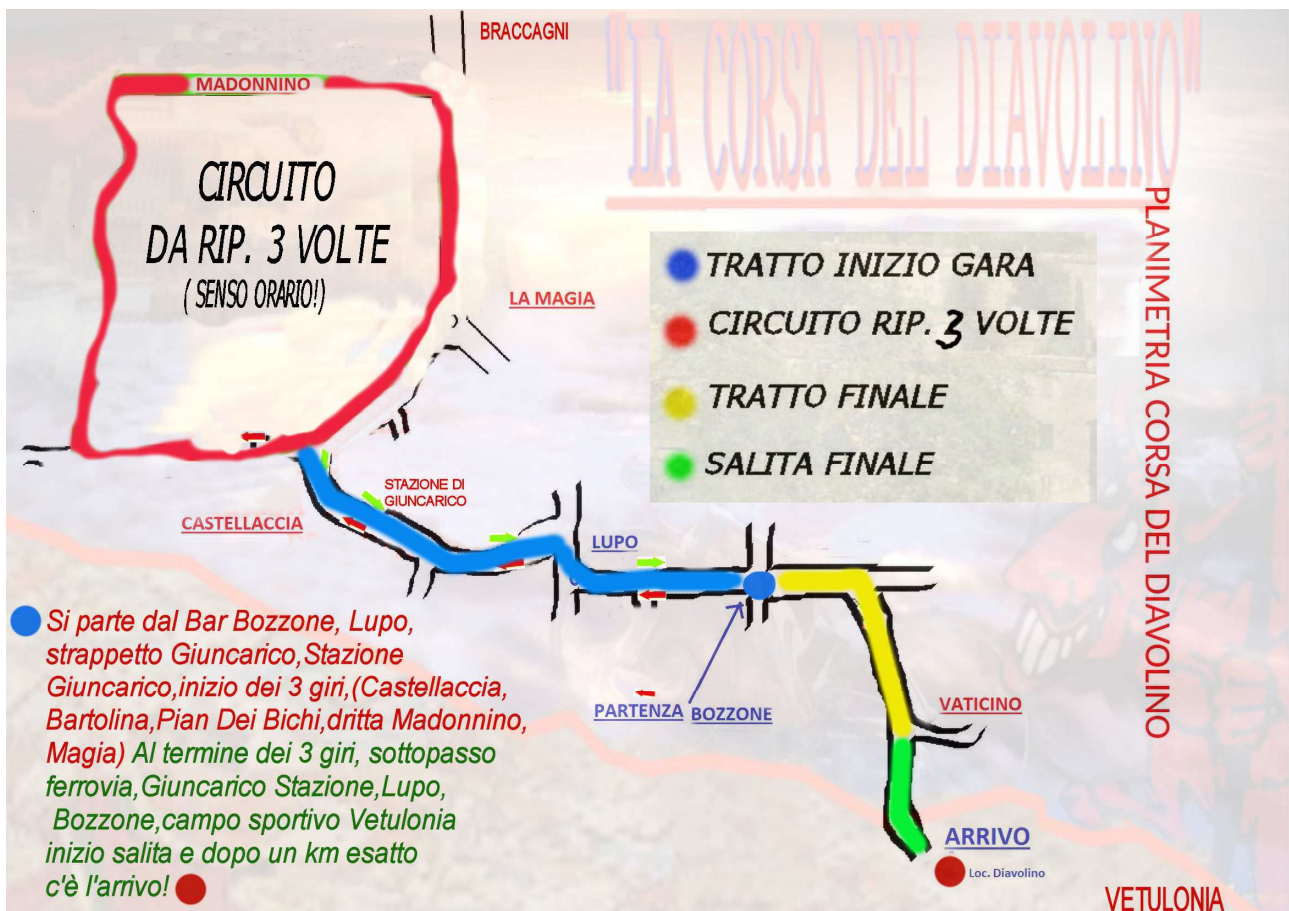 BRACCAGNI
"LA CORSA DEL DIAVOLINO"
MADONNINO
CIRCUITO
DA RIP. 3 VOLTE
( SENSO ORARIO!)
LA MAGIA
TRATTO INIZIO GARA
CIRCUITO RIP. 3 VOLTE
TRATTO FINALE
SALITA FINALE
PLANIMETRIA CORSA DEL DIAVOLINO
STAZIONE DI
GIUNCARICO
CASTELLACCIA
LUPO
PARTENZA BOZZONE
VATICINO
ARRIVO
Loc. Diavolino
VETULONIA
Si parte dal Bar Bozzone, Lupo,
strappetto Giuncarico,Stazione
Giuncarico,inizio dei 3 giri,(Castellaccia,
Bartolina,Pian Dei Bichi,dritta Madonnino,
Magia) Al termine dei 3 giri, sottopasso
ferrovia,Giuncarico Stazione,Lupo,
Bozzone,campo sportivo Vetulonia
inizio salita e dopo un km esatto
c'è l'arrivo!